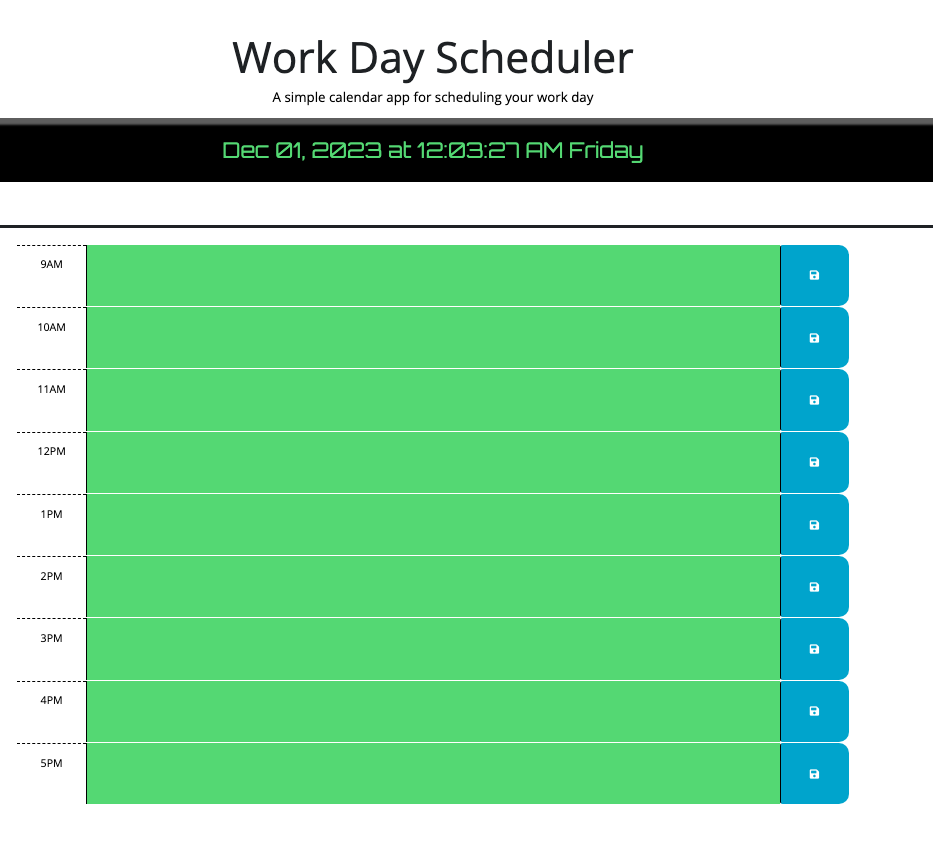 Work Day Scheduler
A simple calendar app for scheduling your work day
Dec 01, 2023 at 12:03:27 AM Friday
9AM
10AM
11AM
12PM
1PM
2PM
3PM
4PM
5PM